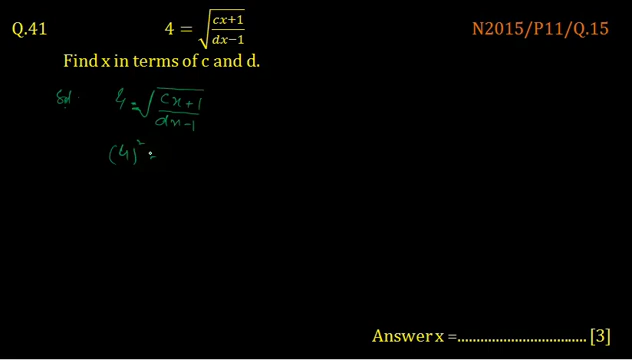 Q.41 4 = √((cx+1)/(dx−1)) N2015/P11/Q.15
Find x in terms of c and d.
Sol. 4 = √((cx+1)/(dx-1))
(4)² =
Answer x =.................................. [3]